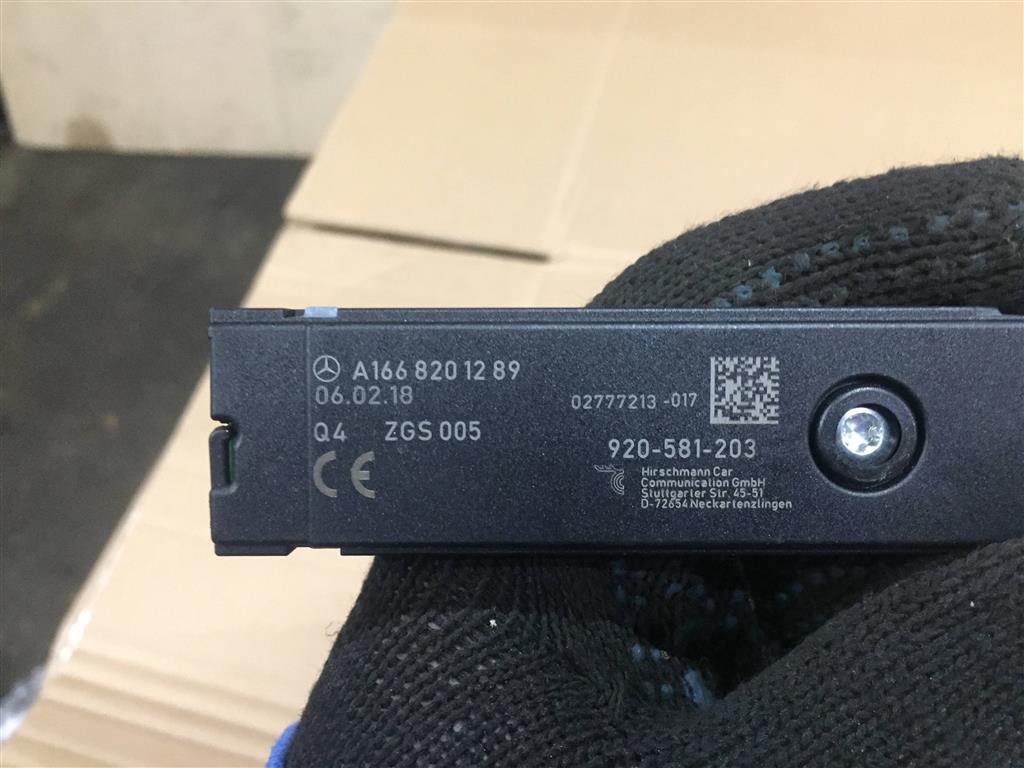 A166 820 12 89
06.02.18
Q4 ZGS 005
CE
02777213 -017
920-581-203
Hirschmann Car
Communication GmbH
Stuttgarter Str. 45-51
D-72654 Neckartenzlingen